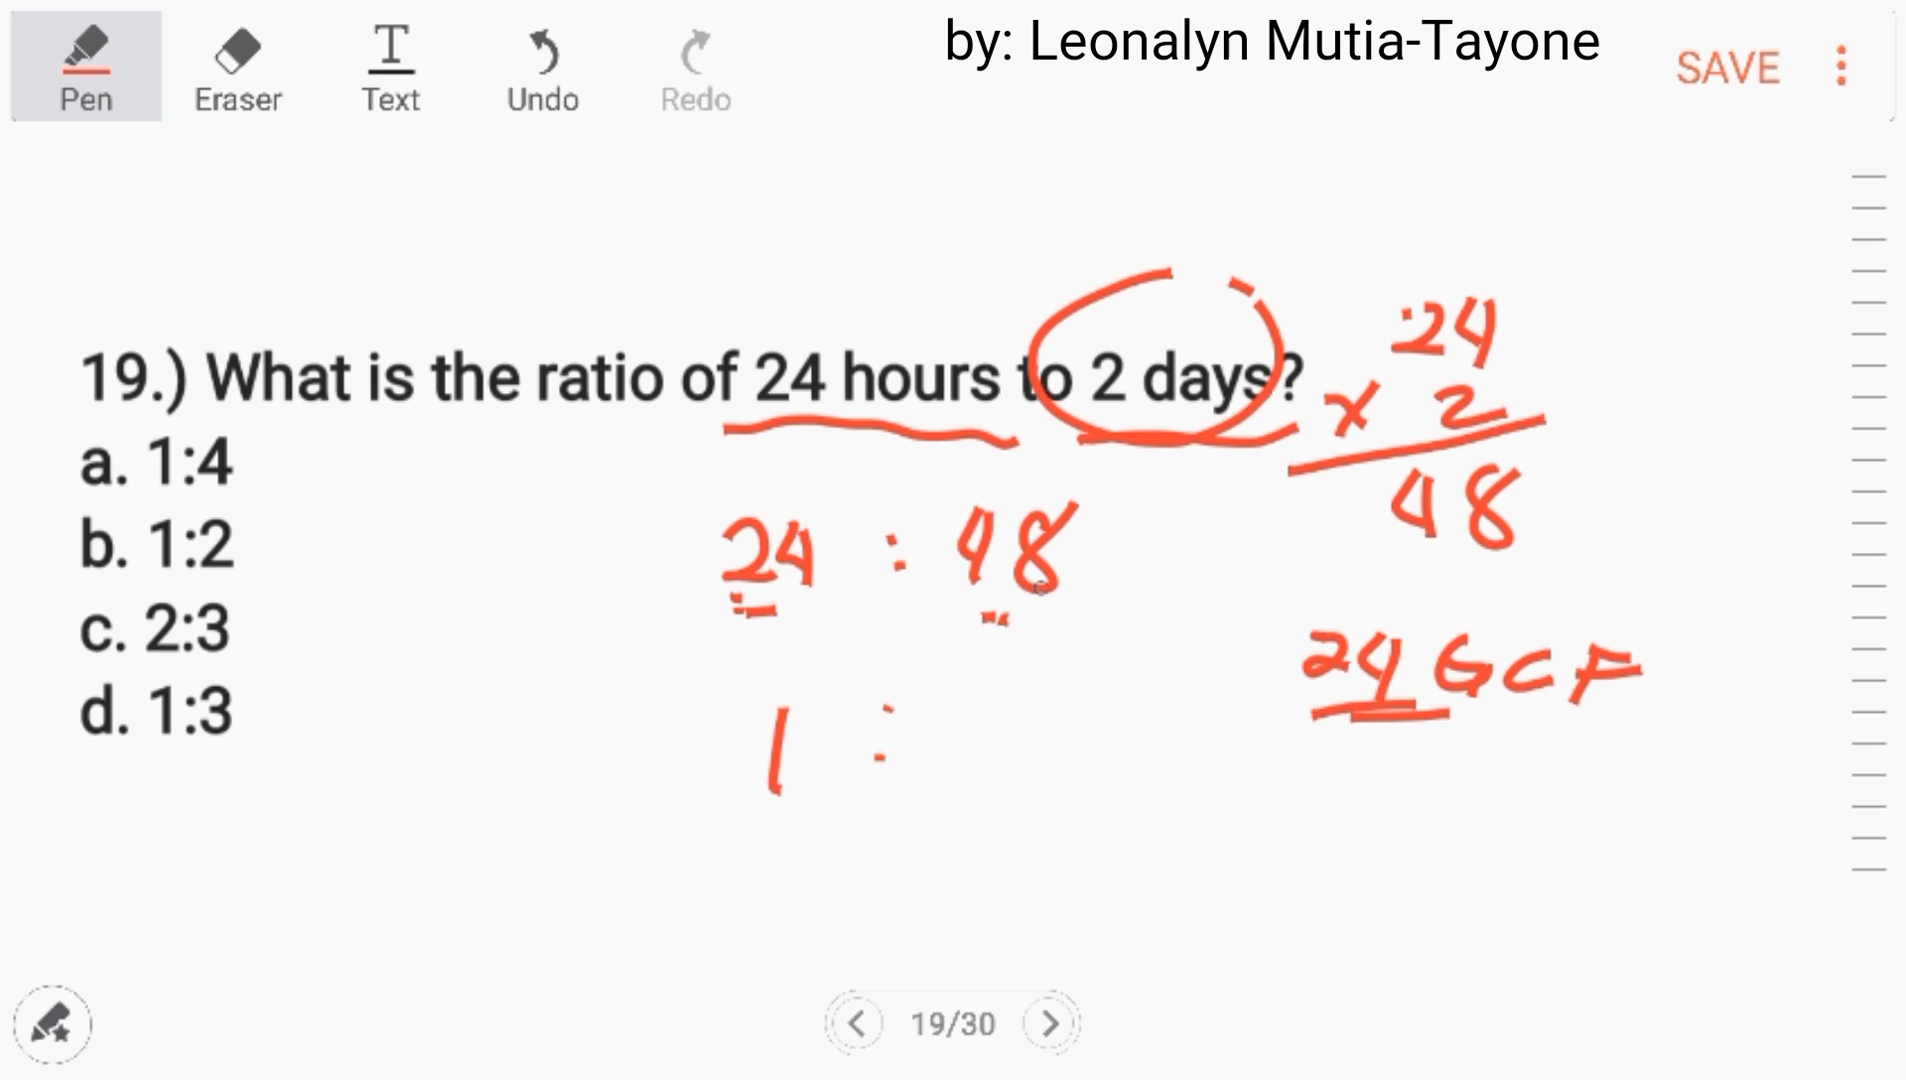 by: Leonalyn Mutia-Tayone
Pen Eraser Text Undo Redo SAVE
19.) What is the ratio of 24 hours to 2 days?
a. 1:4
b. 1:2
c. 2:3
d. 1:3
24
x 2
48
24 : 48
24 GCF
1 :
19/30